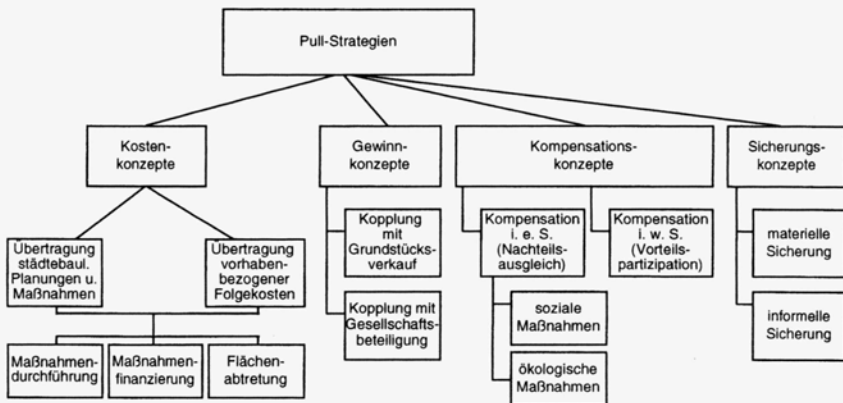 Pull-Strategien
Kosten-
konzepte
Gewinn-
konzepte
Kompensations-
konzepte
Sicherungs-
konzepte
Übertragung
städtebaul.
Planungen u.
Maßnahmen
Übertragung
vorhaben-
bezogener
Folgekosten
Maßnahmen-
durchführung
Maßnahmen-
finanzierung
Flächen-
abtretung
Kopplung
mit
Grundstücks-
verkauf
Kopplung mit
Gesellschafts-
beteiligung
Kompensation
i. e. S.
(Nachteils-
ausgleich)
Kompensation
i. w. S.
(Vorteils-
partizipation)
soziale
Maßnahmen
ökologische
Maßnahmen
materielle
Sicherung
informelle
Sicherung